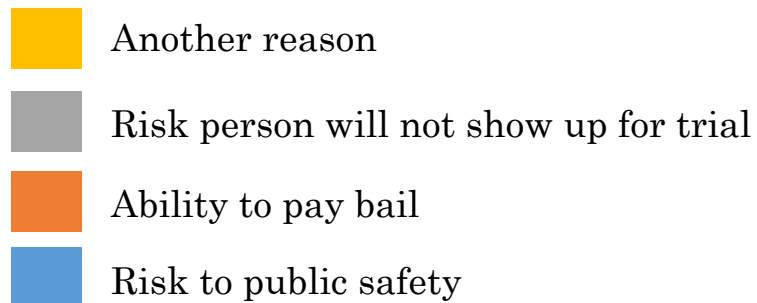 Another reason
Risk person will not show up for trial
Ability to pay bail
Risk to public safety